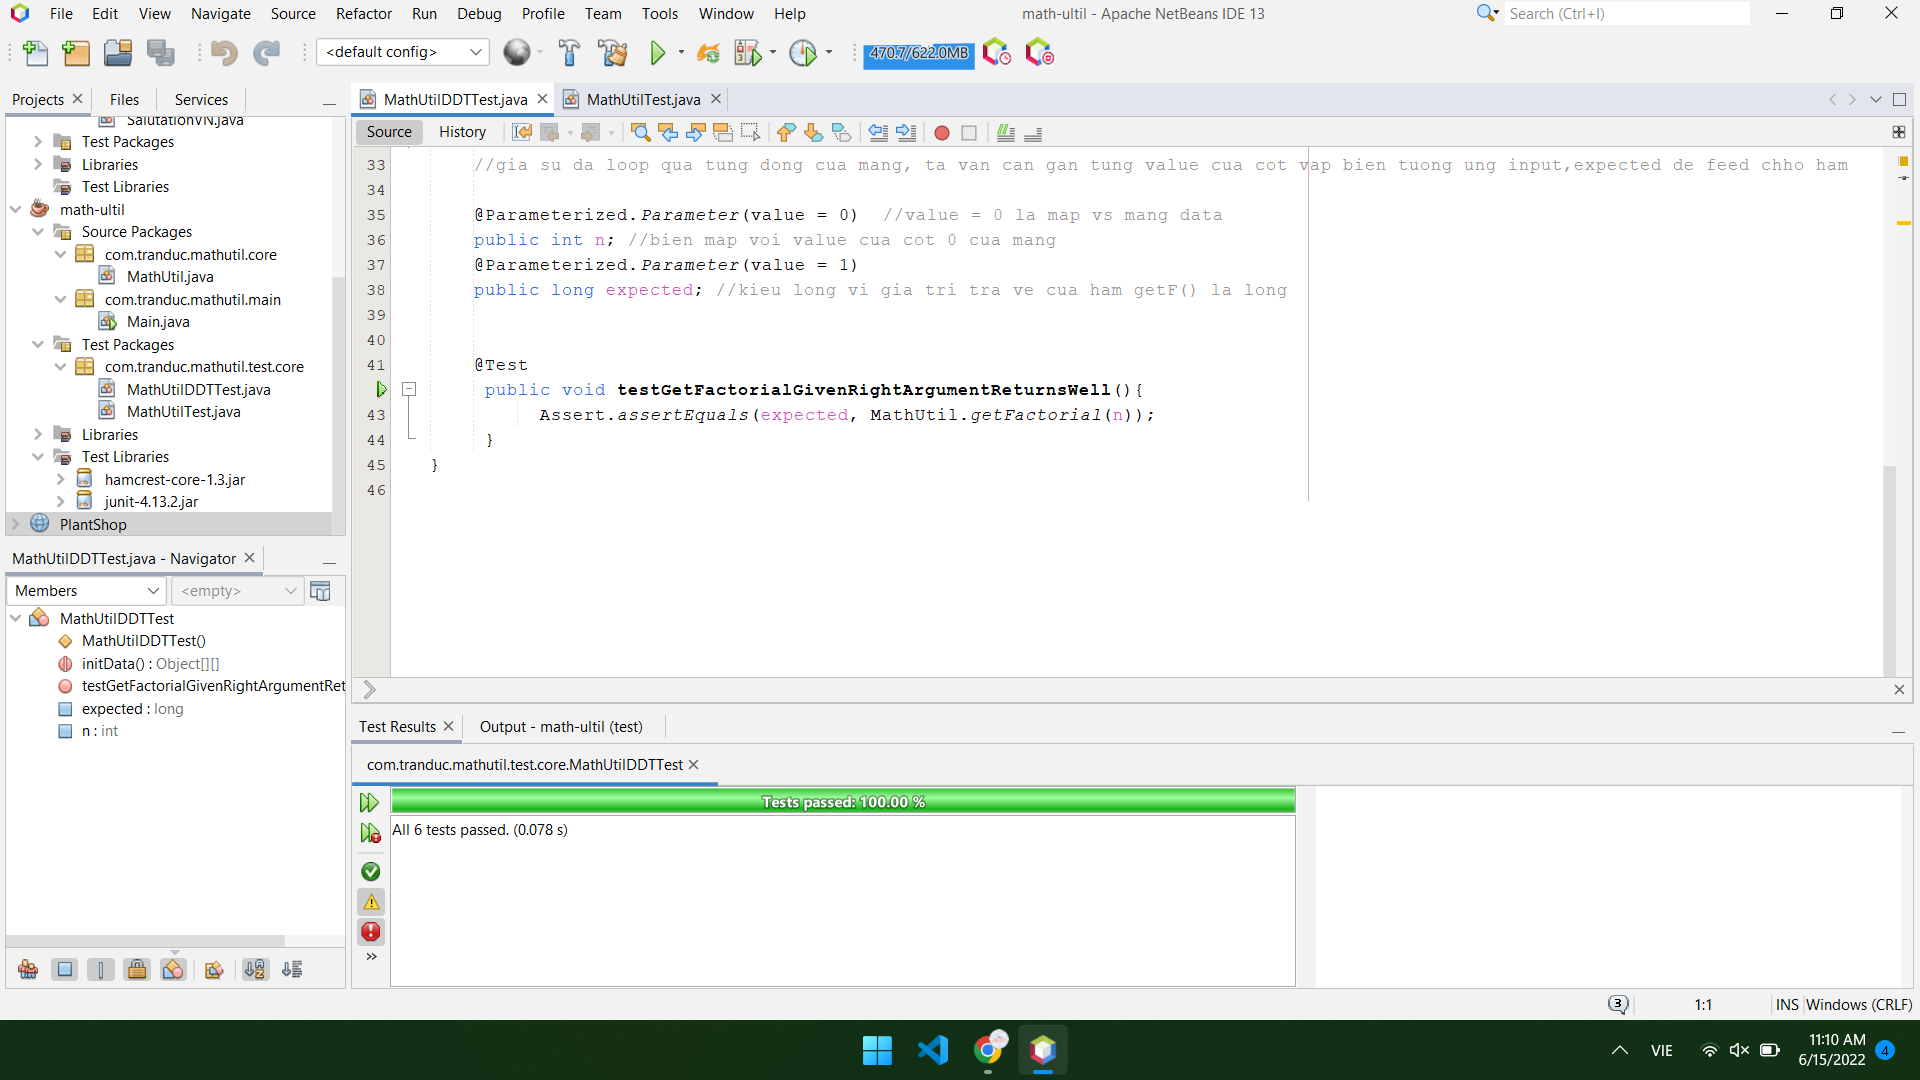 File Edit View Navigate Source Refactor Run Debug Profile Team Tools Window Help
math-ultil - Apache NetBeans IDE 13
Search (Ctrl+I)
<default config>
470.7/622.0MB
Projects Files Services
MathUtilDDTTest.java MathUtilTest.java
Source History
SalutationVN.java
Test Packages
Libraries
Test Libraries
math-ultil
Source Packages
com.tranduc.mathutil.core
MathUtil.java
com.tranduc.mathutil.main
Main.java
Test Packages
com.tranduc.mathutil.test.core
MathUtilDDTTest.java
MathUtilTest.java
Libraries
Test Libraries
hamcrest-core-1.3.jar
junit-4.13.2.jar
PlantShop
33 //gia su da loop qua tung dong cua mang, ta van can gan tung value cua cot vap bien tuong ung input,expected de feed chho ham
34
35 @Parameterized.Parameter(value = 0) //value = 0 la map vs mang data
36 public int n; //bien map voi value cua cot 0 cua mang
37 @Parameterized.Parameter(value = 1)
38 public long expected; //kieu long vi gia tri tra ve cua ham getF() la long
39
40
41 @Test
public void testGetFactorialGivenRightArgumentReturnsWell(){
43 Assert.assertEquals(expected, MathUtil.getFactorial(n));
44 }
45 }
46
MathUtilDDTTest.java - Navigator
Members <empty>
MathUtilDDTTest
MathUtilDDTTest()
initData() : Object[][]
testGetFactorialGivenRightArgumentRet
expected : long
n : int
Test Results Output - math-ultil (test)
com.tranduc.mathutil.test.core.MathUtilDDTTest
Tests passed: 100.00 %
All 6 tests passed. (0.078 s)
3 1:1 INS Windows (CRLF)
VIE
11:10 AM
6/15/2022
4